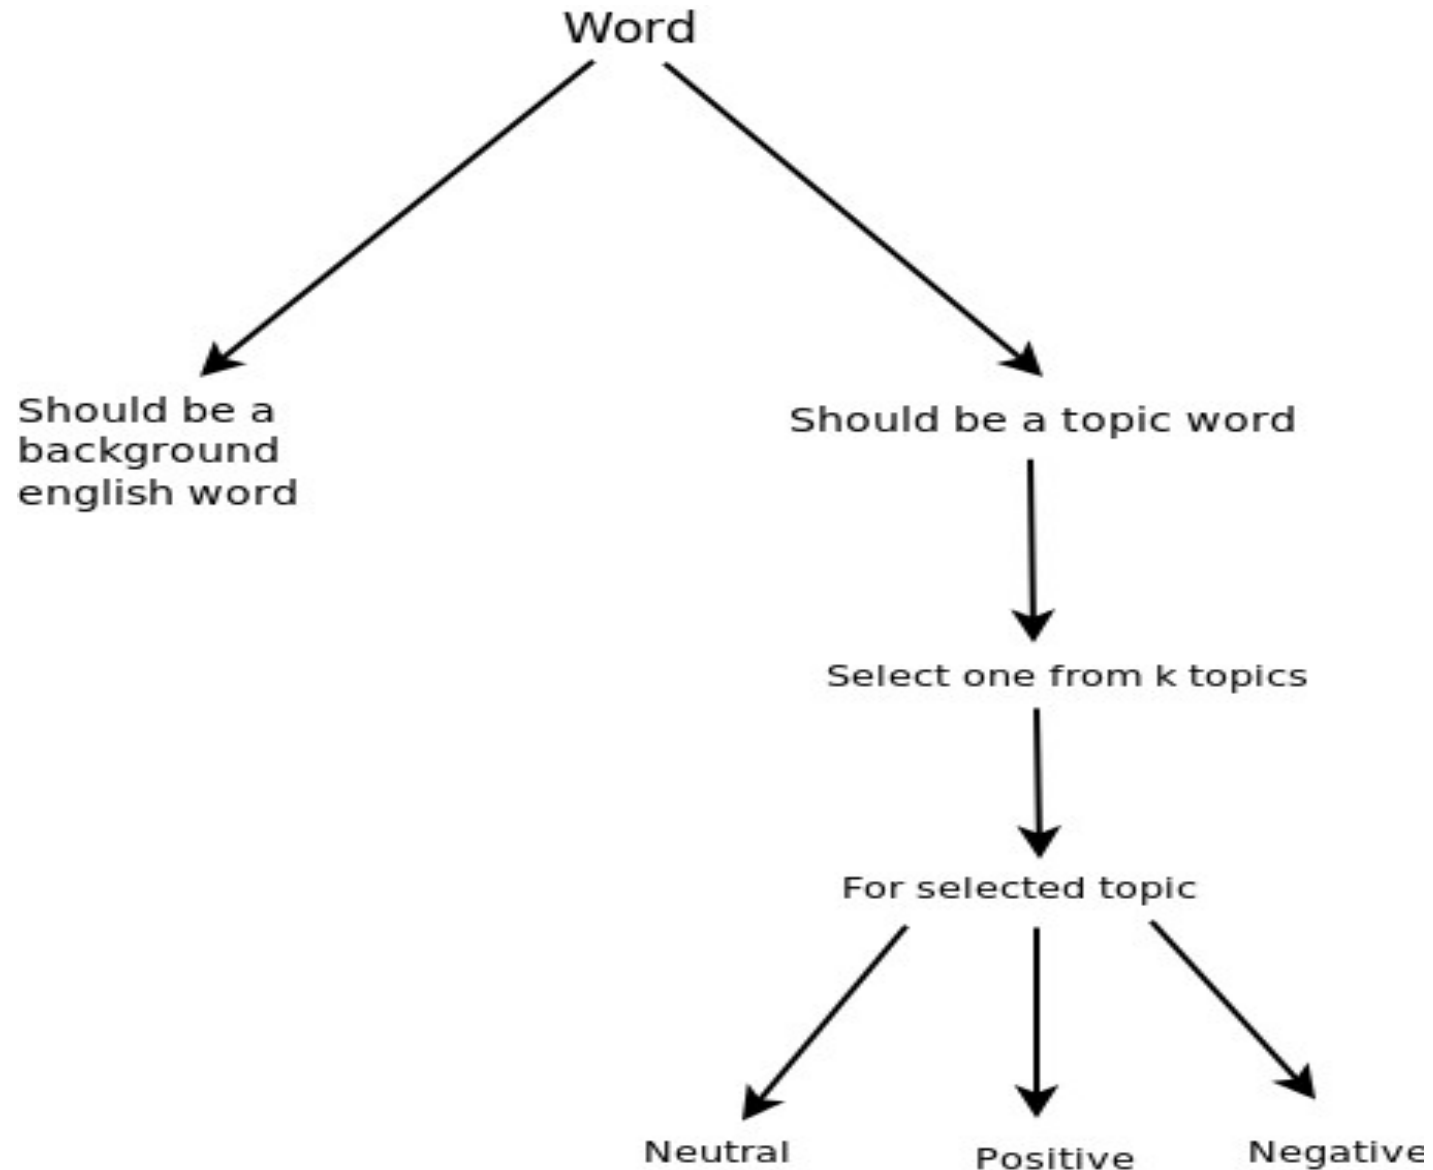 Word
Should be a
background
english word
Should be a topic word
Select one from k topics
For selected topic
Neutral
Positive
Negative